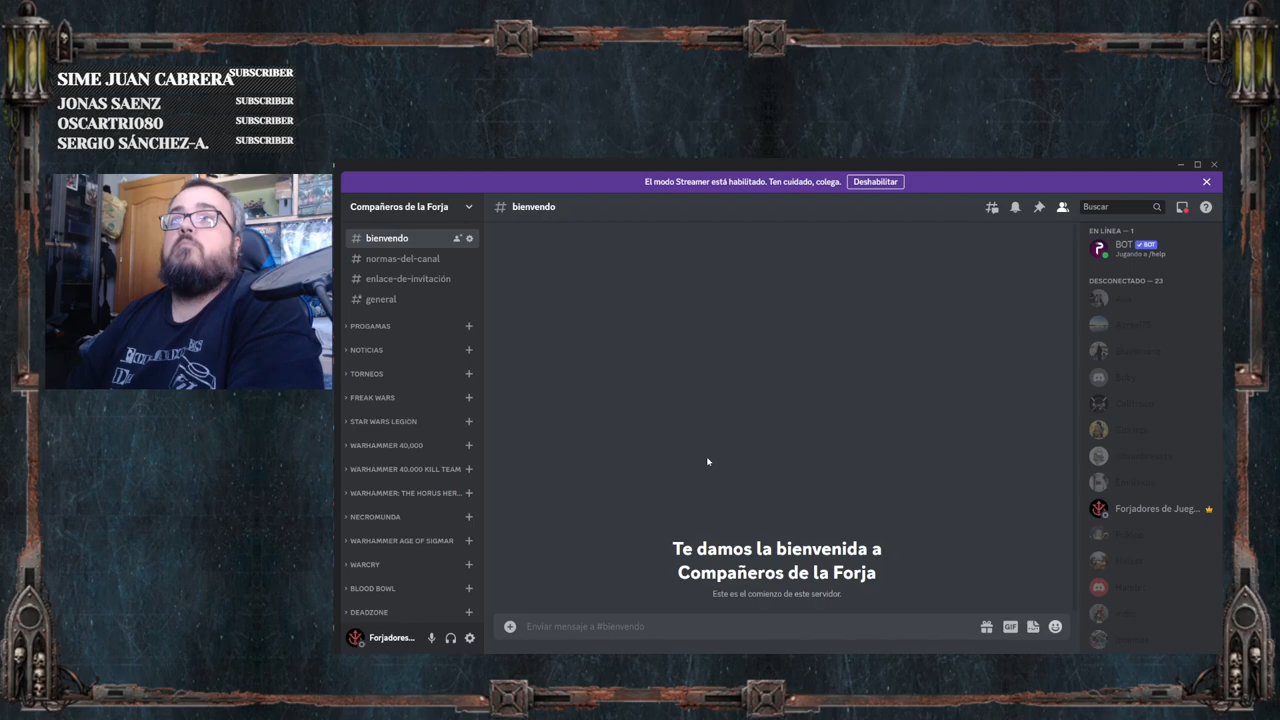 SIME JUAN CABRERA SUBSCRIBER
JONAS SAENZ SUBSCRIBER
OSCARTRI080 SUBSCRIBER
SERGIO SÁNCHEZ-A. SUBSCRIBER
El modo Streamer está habilitado. Ten cuidado, colega. Deshabilitar
Compañeros de la Forja
# bienvendo
Buscar
bienvendo
normas-del-canal
enlace-de-invitación
general
PROGAMAS
NOTICIAS
TORNEOS
FREAK WARS
STAR WARS LEGION
WARHAMMER 40,000
WARHAMMER 40.000 KILL TEAM
WARHAMMER: THE HORUS HER...
NECROMUNDA
WARHAMMER AGE OF SIGMAR
WARCRY
BLOOD BOWL
DEADZONE
Forjadores...
Te damos la bienvenida a
Compañeros de la Forja
Este es el comienzo de este servidor.
Enviar mensaje a #bienvendo
GIF
EN LÍNEA — 1
BOT ✓ BOT
Jugando a /help
DESCONECTADO — 23
Forjadores de Jueg...